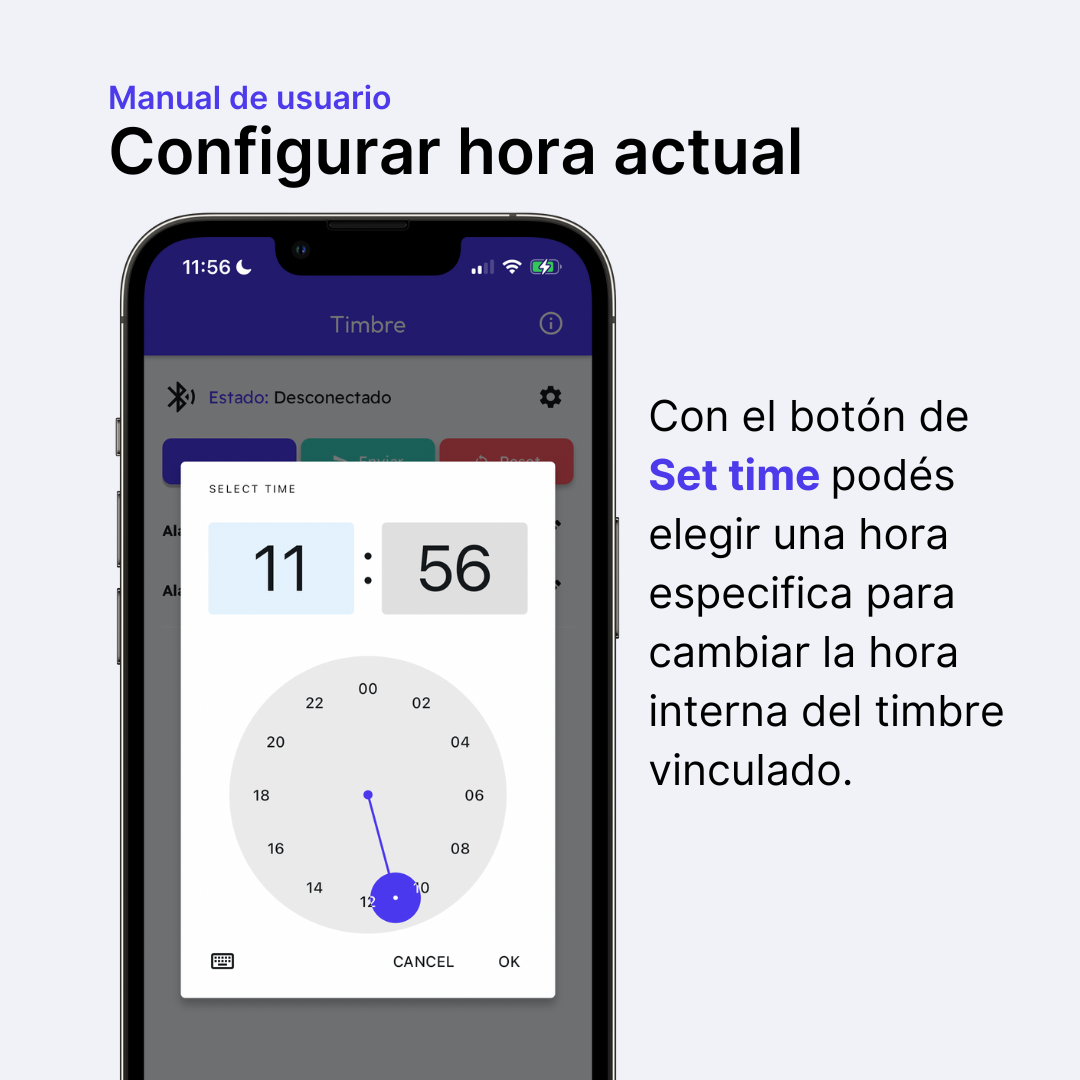 Manual de usuario
Configurar hora actual
11:56
Timbre
Estado: Desconectado
Enviar
Reset
SELECT TIME
11 : 56
00
22 02
20 04
18 06
16 08
14 10
12
CANCEL OK
Con el botón de
Set time podés
elegir una hora
especifica para
cambiar la hora
interna del timbre
vinculado.